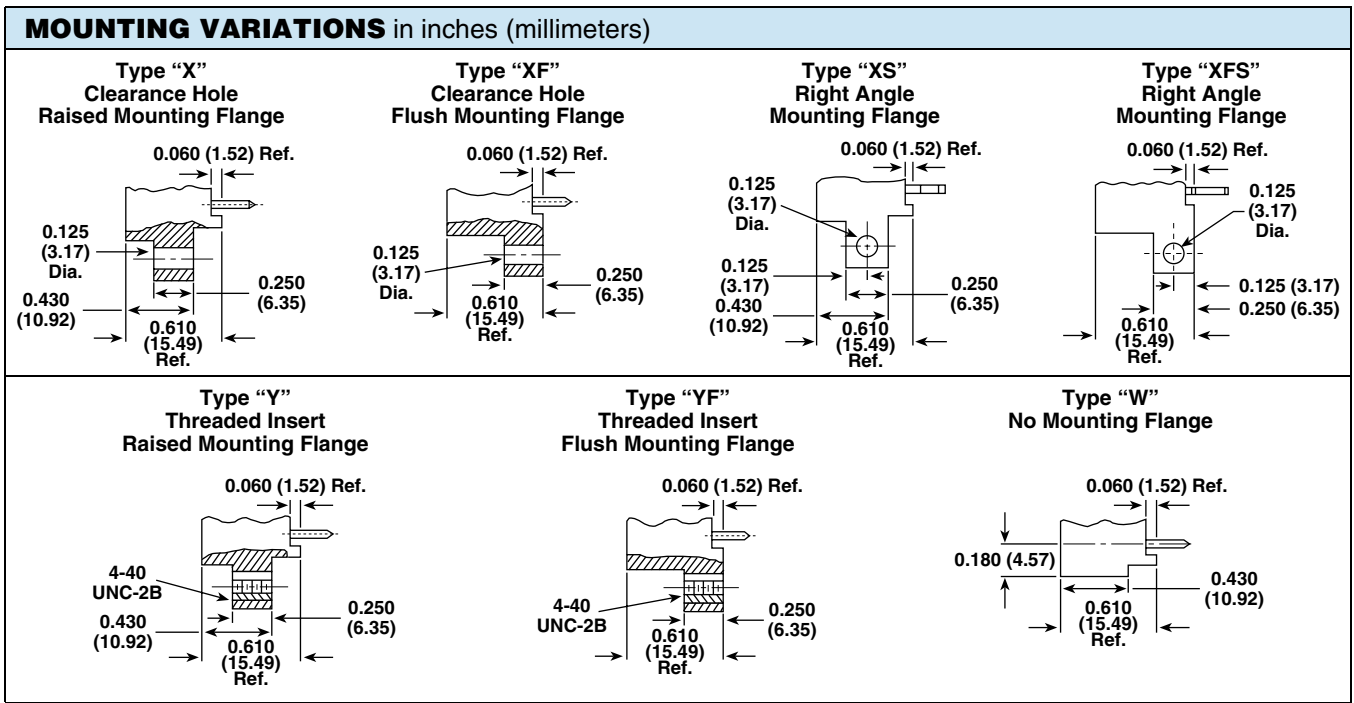 MOUNTING VARIATIONS in inches (millimeters)
Type “X”
Clearance Hole
Raised Mounting Flange
0.060 (1.52) Ref.
0.125
(3.17)
Dia.
0.250
(6.35)
0.430
(10.92)
0.610
(15.49)
Ref.
Type “XF”
Clearance Hole
Flush Mounting Flange
0.060 (1.52) Ref.
0.125
(3.17)
Dia.
0.250
(6.35)
0.610
(15.49)
Ref.
Type “XS”
Right Angle
Mounting Flange
0.060 (1.52) Ref.
0.125
(3.17)
Dia.
0.125
(3.17)
0.250
(6.35)
0.430
(10.92)
0.610
(15.49)
Ref.
Type “XFS”
Right Angle
Mounting Flange
0.060 (1.52) Ref.
0.125
(3.17)
Dia.
0.125 (3.17)
0.250 (6.35)
0.610
(15.49)
Ref.
Type “Y”
Threaded Insert
Raised Mounting Flange
0.060 (1.52) Ref.
4-40
UNC-2B
0.250
(6.35)
0.430
(10.92)
0.610
(15.49)
Ref.
Type “YF”
Threaded Insert
Flush Mounting Flange
0.060 (1.52) Ref.
4-40
UNC-2B
0.250
(6.35)
0.610
(15.49)
Ref.
Type “W”
No Mounting Flange
0.060 (1.52) Ref.
0.180 (4.57)
0.430
(10.92)
0.610
(15.49)
Ref.